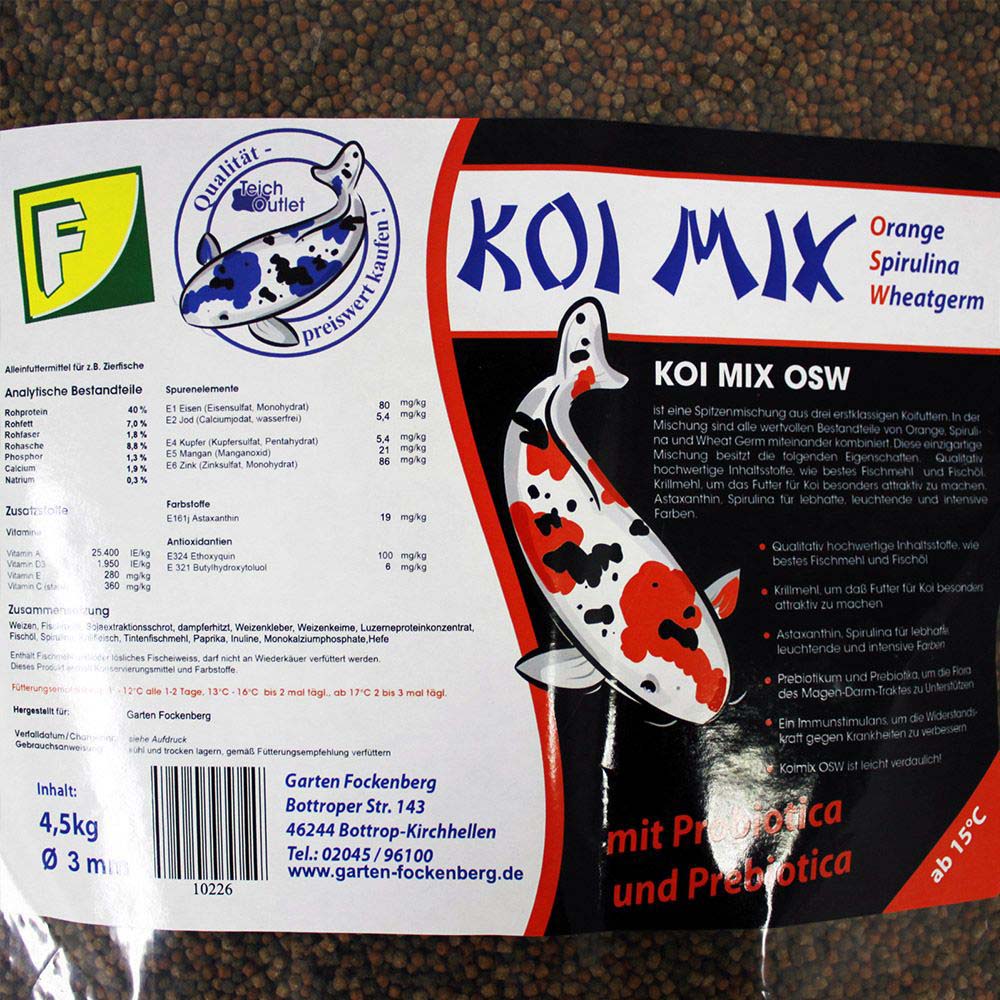 F
Qualität -
Teich
Outlet
preiswert kaufen !
KOI MIX
Orange
Spirulina
Wheatgerm
Alleinfuttermittel für z.B. Zierfische
Analytische Bestandteile
Rohprotein 40 %
Rohfett 7,0 %
Rohfaser 1,8 %
Rohasche 8,8 %
Phosphor 1,3 %
Calcium 1,9 %
Natrium 0,3 %
Zusatzstoffe
Vitamine
Vitamin A 25.400 IE/kg
Vitamin D3 1.950 IE/kg
Vitamin E 280 mg/kg
Vitamin C 360 mg/kg
Spurenelemente
E1 Eisen (Eisensulfat, Monohydrat) 80 mg/kg
E2 Jod (Calciumjodat, wasserfrei) 5,4 mg/kg
E4 Kupfer (Kupfersulfat, Pentahydrat) 5,4 mg/kg
E5 Mangan (Manganoxid) 21 mg/kg
E6 Zink (Zinksulfat, Monohydrat) 86 mg/kg
Farbstoffe
E161j Astaxanthin 19 mg/kg
Antioxidantien
E324 Ethoxyquin 100 mg/kg
E 321 Butylhydroxytoluol 6 mg/kg
Zusammensetzung
Weizen, Sojaextraktionsschrot, dampferhitzt, Weizenkleber, Weizenkeime, Luzerneproteinkonzentrat,
Fischöl, Tintenfischmehl, Paprika, Inuline, Monokalziumphosphate,Hefe
Enthält lösliches Fischeiweiss, darf nicht an Wiederkäuer verfüttert werden.
Dieses Produkt Konservierungsmittel und Farbstoffe.
12°C alle 1-2 Tage, 13°C - 16°C bis 2 mal tägl., ab 17°C 2 bis 3 mal tägl.
Hergestellt für: Garten Fockenberg
Verfalldatum/ siehe Aufdruck
Gebrauchsanweisung kühl und trocken lagern, gemäß Fütterungsempfehlung verfüttern
Inhalt:
4,5kg
Ø 3 mm
10226
Garten Fockenberg
Bottroper Str. 143
46244 Bottrop-Kirchhellen
Tel.: 02045 / 96100
www.garten-fockenberg.de
KOI MIX OSW
ist eine Spitzenmischung aus drei erstklassigen Koifuttern. In der
Mischung sind alle wertvollen Bestandteile von Orange, Spiruli-
na und Wheat Germ miteinander kombiniert. Diese einzigartige
Mischung besitzt die folgenden Eigenschaften. Qualitativ
hochwertige Inhaltsstoffe, wie bestes Fischmehl und Fischöl.
Krillmehl, um das Futter für Koi besonders attraktiv zu machen.
Astaxanthin, Spirulina für lebhafte, leuchtende und intensive
Farben.
• Qualitativ hochwertige Inhaltsstoffe, wie
bestes Fischmehl und Fischöl
• Krillmehl, um daß Futter für Koi besonders
attraktiv zu machen
• Astaxanthin, Spirulina für lebhafte
leuchtende und intensive Farben
• Prebiotikum und Prebiotika, um die Flora
des Magen-Darm-Traktes zu Unterstützen
• Ein Immunstimulans, um die Widerstands-
kraft gegen Krankheiten zu verbessern
• Koimix OSW ist leicht verdaulich!
mit Probiotica
und Prebiotica
ab 15°C